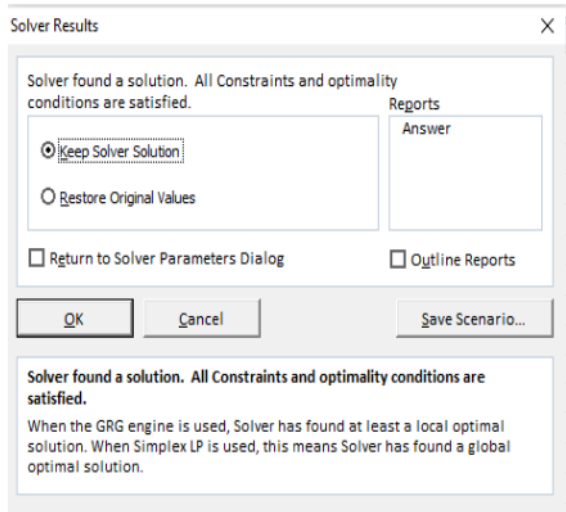 Solver Results
Solver found a solution. All Constraints and optimality
conditions are satisfied.
Reports
Answer
Keep Solver Solution
Restore Original Values
Return to Solver Parameters Dialog
Outline Reports
OK
Cancel
Save Scenario...
Solver found a solution. All Constraints and optimality conditions are
satisfied.
When the GRG engine is used, Solver has found at least a local optimal
solution. When Simplex LP is used, this means Solver has found a global
optimal solution.